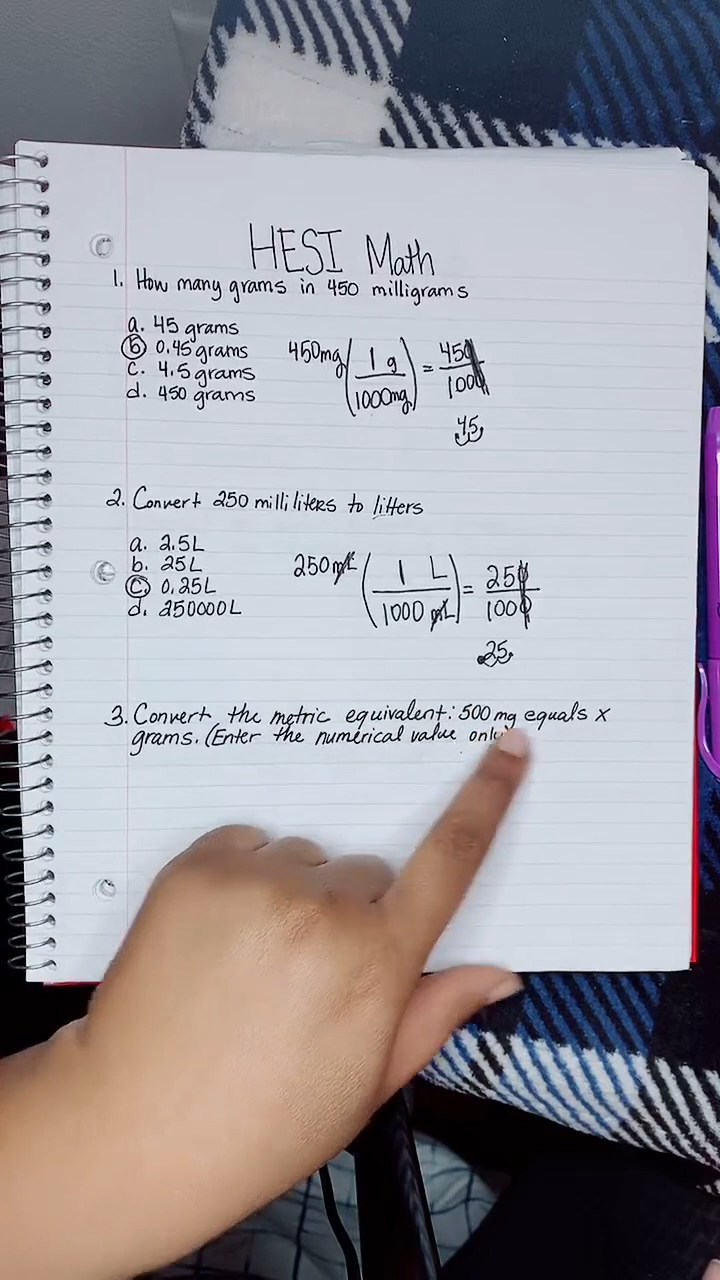 HESI Math
1. How many grams in 450 milligrams
a. 45 grams
b. 0.45 grams
c. 4.5 grams
d. 450 grams
450mg (1 g / 1000mg) = 450/1000
.45
2. Convert 250 milliliters to litters
a. 2.5L
b. 25L
c. 0.25L
d. 250000L
250mL (1 L / 1000 mL) = 250/1000
.25
3. Convert the metric equivalent: 500 mg equals x
grams. (Enter the numerical value only)